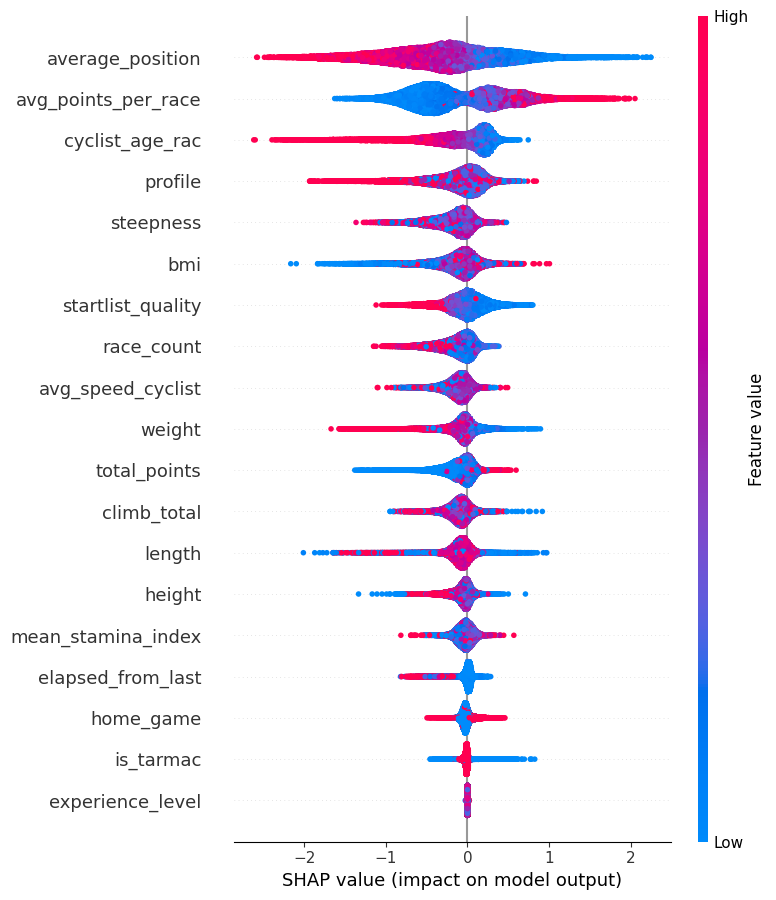 High
average_position
avg_points_per_race
cyclist_age_rac
profile
steepness
bmi
startlist_quality
race_count
avg_speed_cyclist
weight
total_points
climb_total
length
height
mean_stamina_index
elapsed_from_last
home_game
is_tarmac
experience_level
Feature value
Low
−2 −1 0 1 2
SHAP value (impact on model output)